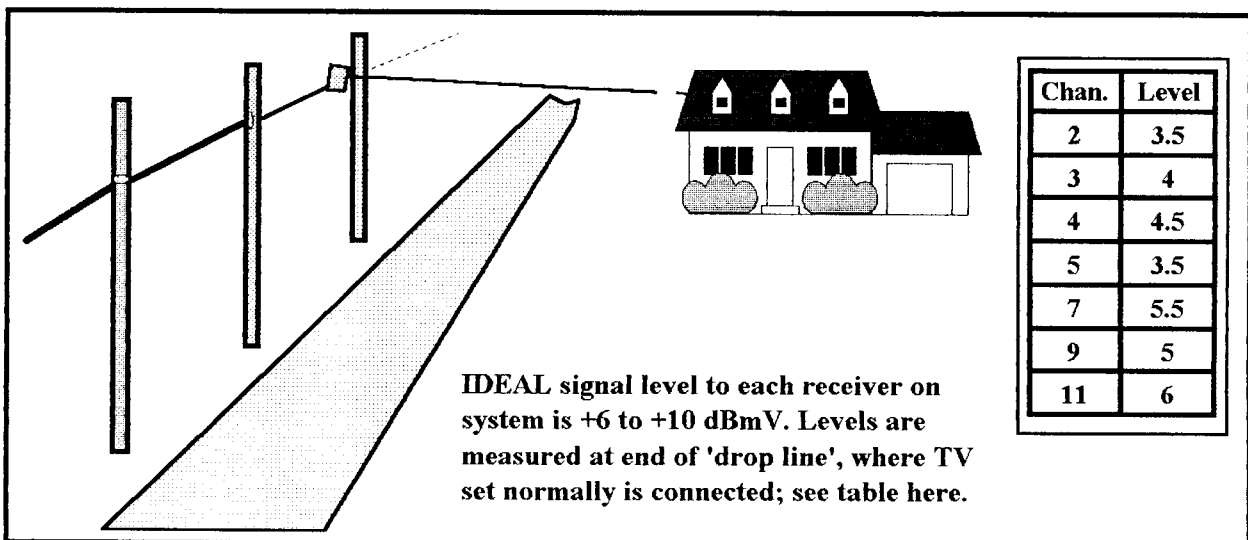 Chan. Level
2 3.5
3 4
4 4.5
5 3.5
7 5.5
9 5
11 6
IDEAL signal level to each receiver on
system is +6 to +10 dBmV. Levels are
measured at end of 'drop line', where TV
set normally is connected; see table here.